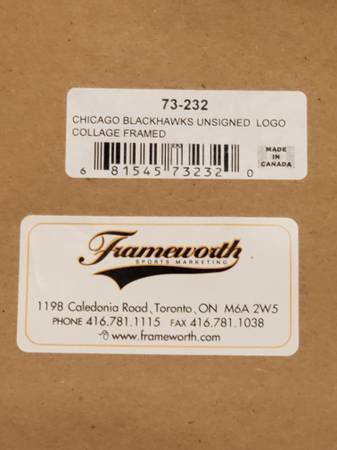 73-232
CHICAGO BLACKHAWKS UNSIGNED LOGO
COLLAGE FRAMED
MADE
IN
CANADA
6 81545 73232 0
Frameworth
SPORTS MARKETING
1198 Caledonia Road, Toronto, ON M6A 2W5
PHONE 416.781.1115 FAX 416.781.1038
www.frameworth.com